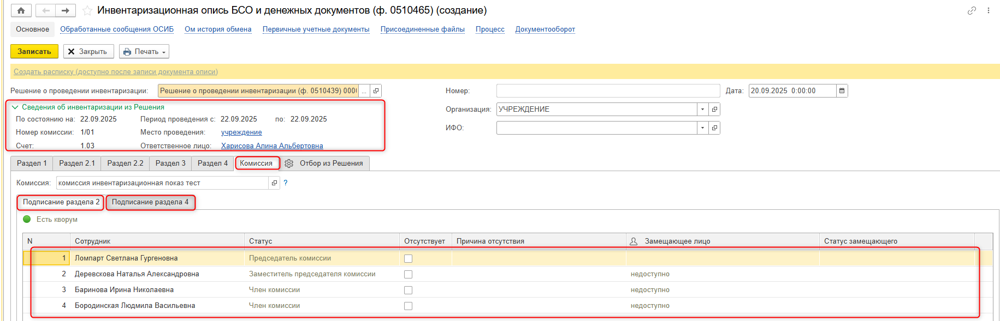 Инвентаризационная опись БСО и денежных документов (ф. 0510465) (создание)
Основное Обработанные сообщения ОСИБ Ом история обмена Первичные учетные документы Присоединенные файлы Процесс Документооборот
Записать Закрыть Печать
Создать расписку (доступно после записи документа описи)
Решение о проведении инвентаризации: Решение о проведении инвентаризации (ф. 0510439) 000 ... Номер: Дата: 20.09.2025 0:00:00
Сведения об инвентаризации из Решения
Организация: УЧРЕЖДЕНИЕ
По состоянию на: 22.09.2025 Период проведения с: 22.09.2025 по: 22.09.2025
ИФО:
Номер комиссии: 1/01 Место проведения: учреждение
Счет: 1.03 Ответственное лицо: Харисова Алина Альбертовна
Раздел 1 Раздел 2.1 Раздел 2.2 Раздел 3 Раздел 4 Комиссия Отбор из Решения
Комиссия: комиссия инвентаризационная показ тест ?
Подписание раздела 2 Подписание раздела 4
Есть кворум
N Сотрудник Статус Отсутствует Причина отсутствия Замещающее лицо Статус замещающего
1 Ломпарт Светлана Гургеновна Председатель комиссии
2 Деревскова Наталья Александровна Заместитель председателя комиссии недоступно
3 Баринова Ирина Николаевна Член комиссии недоступно
4 Бородинская Людмила Васильевна Член комиссии недоступно